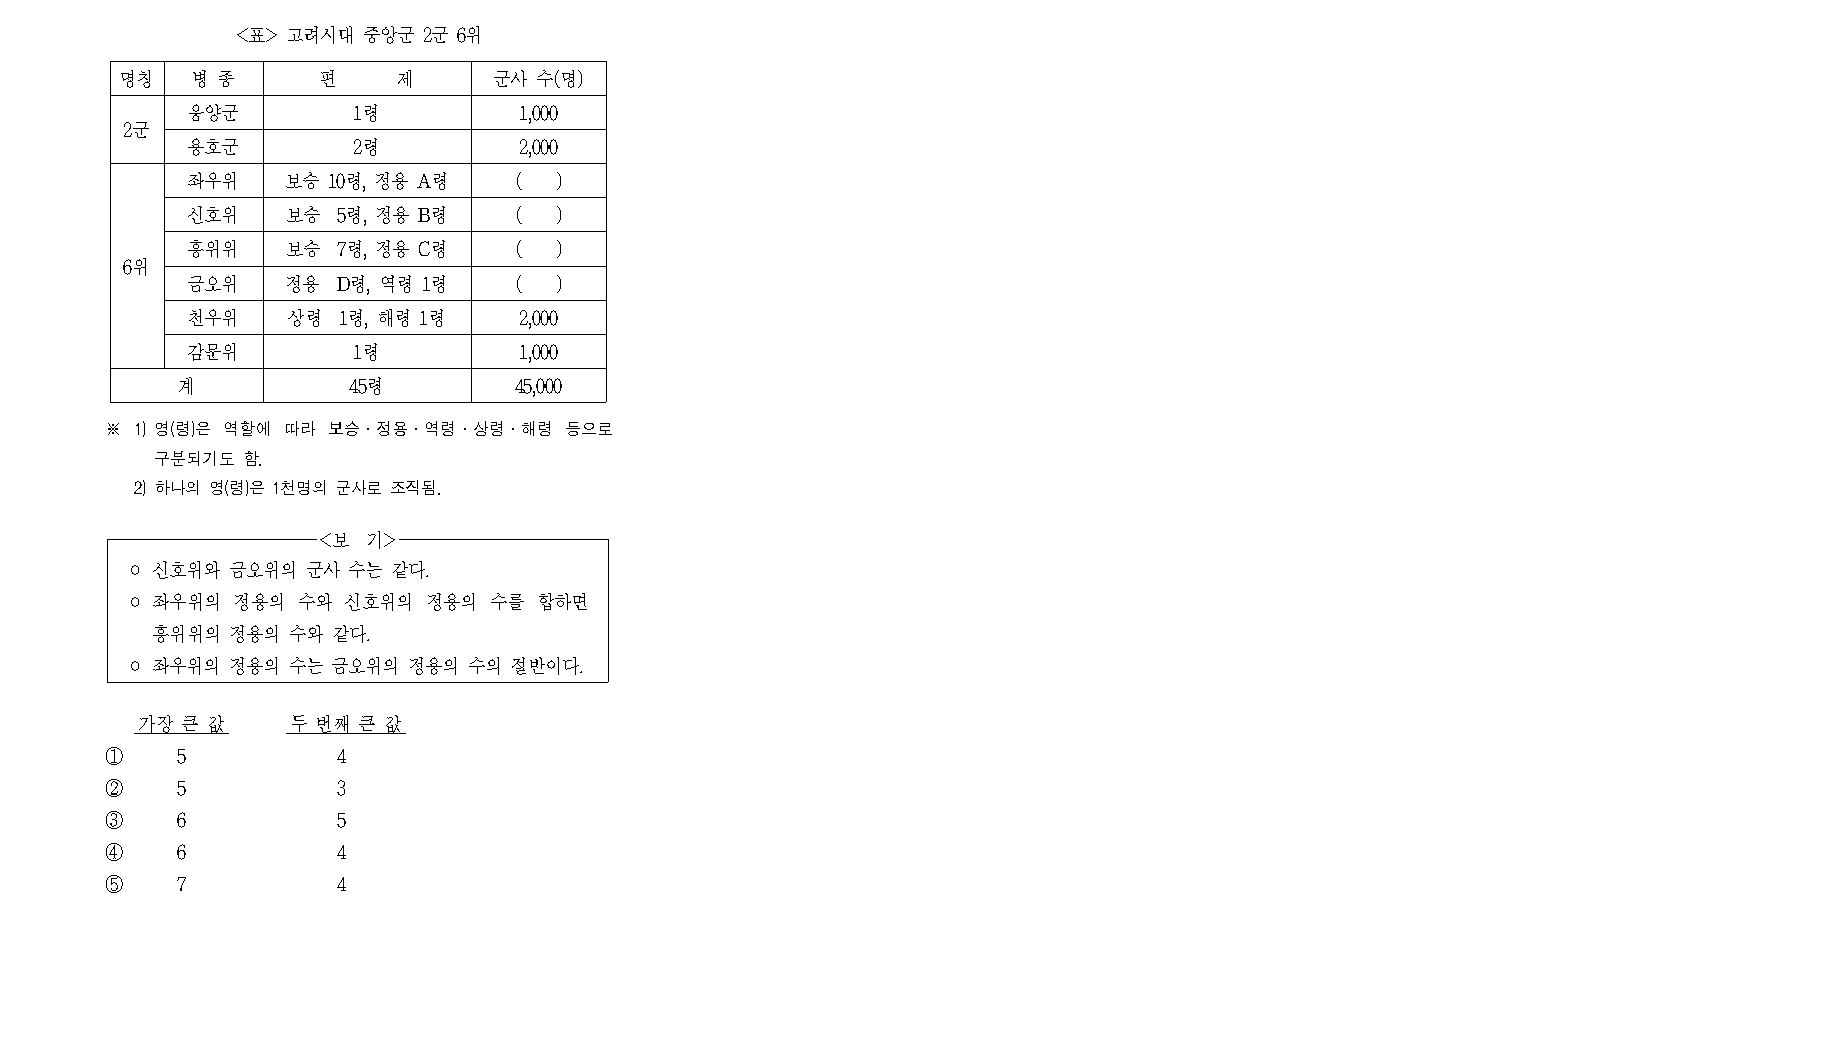 <표> 고려시대 중앙군 2군 6위
명칭 병 종 편 제 군사 수(명)
2군 응양군 1령 1,000
용호군 2령 2,000
6위 좌우위 보승 10령, 정용 A령 ( )
신호위 보승 5령, 정용 B령 ( )
흥위위 보승 7령, 정용 C령 ( )
금오위 정용 D령, 역령 1령 ( )
천우위 상령 1령, 해령 1령 2,000
감문위 1령 1,000
계 45령 45,000
※ 1) 영(령)은 역할에 따라 보승·정용·역령·상령·해령 등으로
구분되기도 함.
2) 하나의 영(령)은 1천명의 군사로 조직됨.
<보 기>
○ 신호위와 금오위의 군사 수는 같다.
○ 좌우위의 정용의 수와 신호위의 정용의 수를 합하면
흥위위의 정용의 수와 같다.
○ 좌우위의 정용의 수는 금오위의 정용의 수의 절반이다.
가장 큰 값 두 번째 큰 값
① 5 4
② 5 3
③ 6 5
④ 6 4
⑤ 7 4